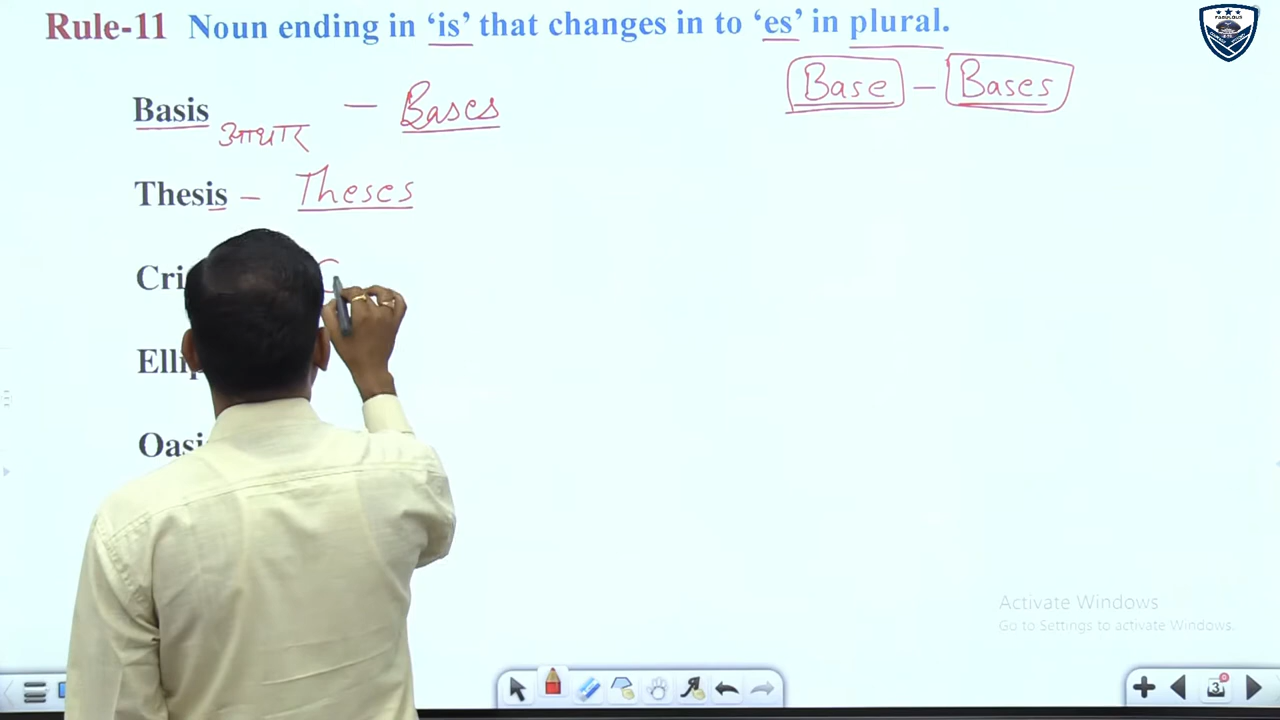 Rule-11 Noun ending in ‘is’ that changes in to ‘es’ in plural.
Base – Bases
Basis आधार – Bases
Thesis – Theses
Cri C
Elli
Oasi
Activate Windows
Go to Settings to activate Windows.
3